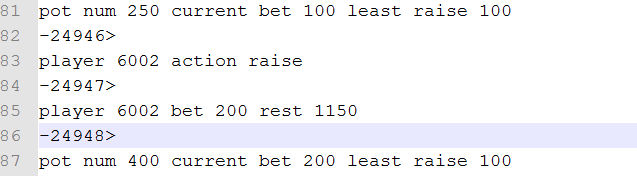 81 pot num 250 current bet 100 least raise 100
82 -24946>
83 player 6002 action raise
84 -24947>
85 player 6002 bet 200 rest 1150
86 -24948>
87 pot num 400 current bet 200 least raise 100